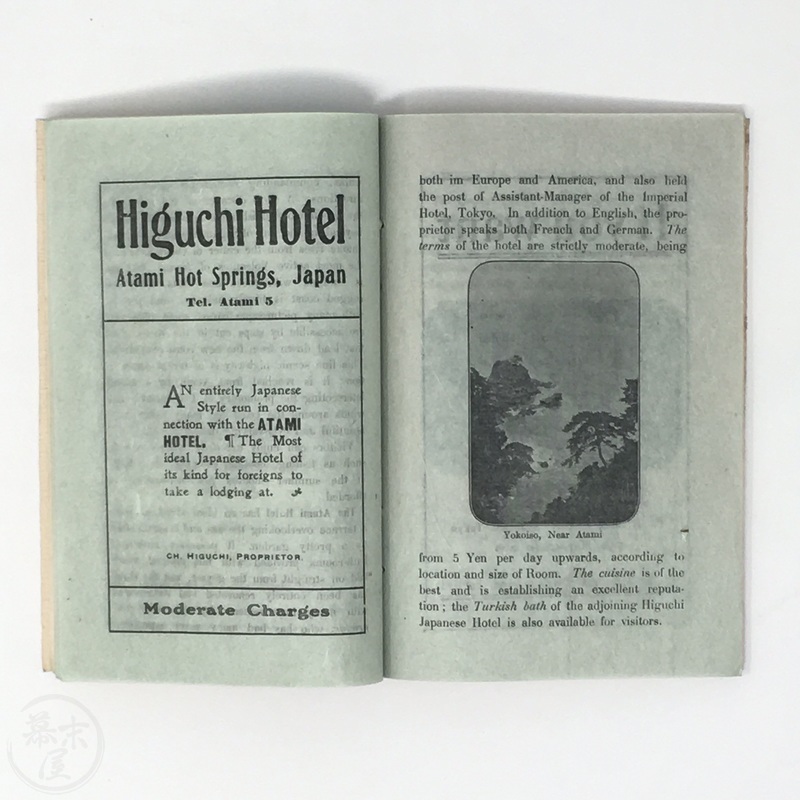 Higuchi Hotel
Atami Hot Springs, Japan
Tel. Atami 5
AN entirely Japanese
Style run in con-
nection with the ATAMI
HOTEL. ¶ The Most
ideal Japanese Hotel of
its kind for foreigns to
take a lodging at.
CH. HIGUCHI, PROPRIETOR.
Moderate Charges
both im Europe and America, and also held
the post of Assistant-Manager of the Imperial
Hotel, Tokyo. In addition to English, the pro-
prietor speaks both French and German. The
terms of the hotel are strictly moderate, being
Yokoiso, Near Atami
from 5 Yen per day upwards, according to
location and size of Room. The cuisine is of the
best and is establishing an excellent reputa-
tion; the Turkish bath of the adjoining Higuchi
Japanese Hotel is also available for visitors.
幕末
屋